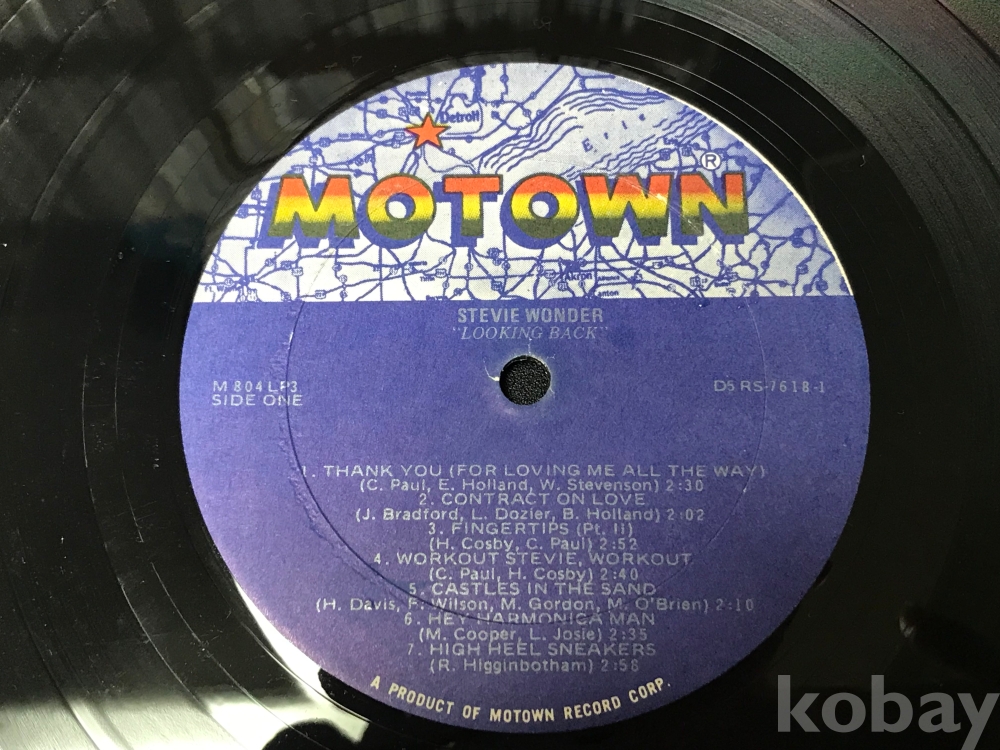 Detroit
Erie
MOTOWN®
AKRON
STEVIE WONDER
"LOOKING BACK"
M 804 LP3
SIDE ONE
D5 RS-7618-1
1. THANK YOU (FOR LOVING ME ALL THE WAY)
(C. Paul, E. Holland, W. Stevenson) 2:30
2. CONTRACT ON LOVE
(J. Bradford, L. Dozier, B. Holland) 2:02
3. FINGERTIPS (Pt. II)
(H. Cosby, C. Paul) 2:52
4. WORKOUT STEVIE, WORKOUT
(C. Paul, H. Cosby) 2:40
5. CASTLES IN THE SAND
(H. Davis, F. Wilson, M. Gordon, M. O'Brien) 2:10
6. HEY HARMONICA MAN
(M. Cooper, L. Josie) 2:35
7. HIGH HEEL SNEAKERS
(R. Higginbotham) 2:58
A PRODUCT OF MOTOWN RECORD CORP.
kobay